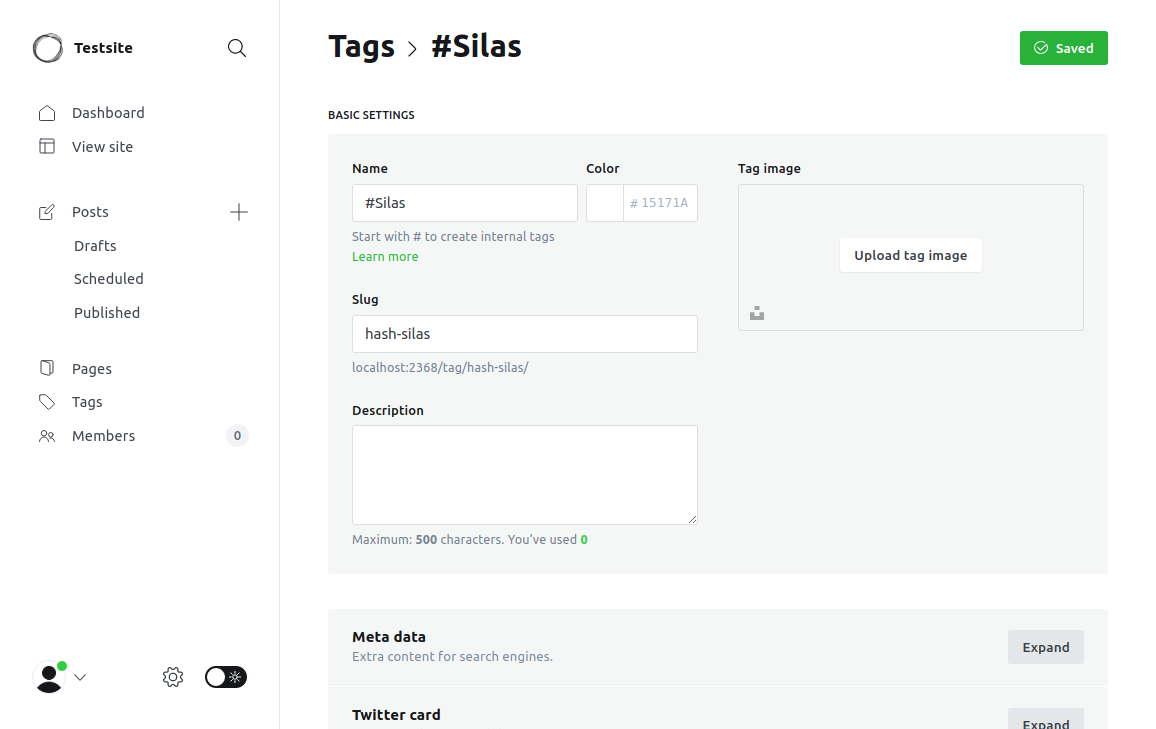 Testsite
Dashboard
View site
Posts
Drafts
Scheduled
Published
Pages
Tags
Members 0
Tags > #Silas
Saved
BASIC SETTINGS
Name
#Silas
Start with # to create internal tags
Learn more
Color
# 15171A
Slug
hash-silas
localhost:2368/tag/hash-silas/
Description
Maximum: 500 characters. You've used 0
Tag image
Upload tag image
Meta data
Extra content for search engines.
Expand
Twitter card
Expand